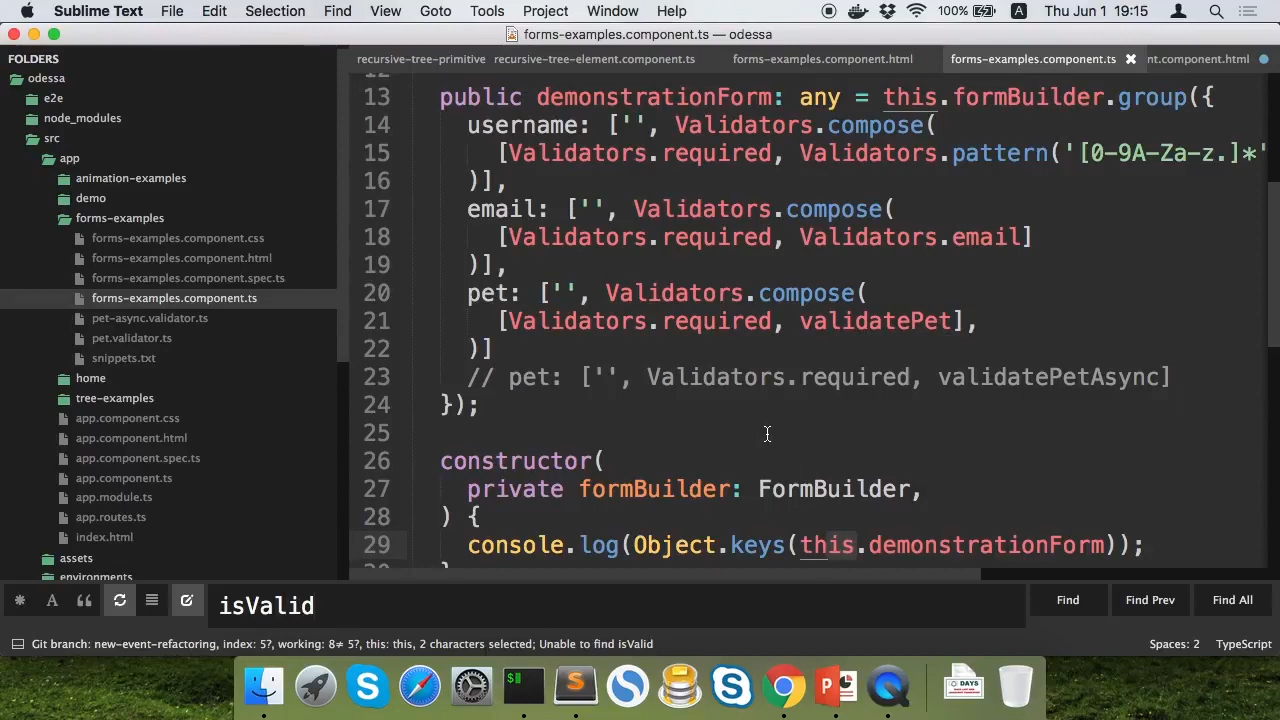 Sublime Text File Edit Selection Find View Goto Tools Project Window Help 100% A Thu Jun 1 19:15
forms-examples.component.ts — odessa
FOLDERS
odessa
e2e
node_modules
src
app
animation-examples
demo
forms-examples
forms-examples.component.css
forms-examples.component.html
forms-examples.component.spec.ts
forms-examples.component.ts
pet-async.validator.ts
pet.validator.ts
snippets.txt
home
tree-examples
app.component.css
app.component.html
app.component.spec.ts
app.component.ts
app.module.ts
app.routes.ts
index.html
assets
environments
recursive-tree-primitive recursive-tree-element.component.ts forms-examples.component.html forms-examples.component.ts nt.component.html
12
13 public demonstrationForm: any = this.formBuilder.group({
14 username: ['', Validators.compose(
15 [Validators.required, Validators.pattern('[0-9A-Za-z.]*'
16 )],
17 email: ['', Validators.compose(
18 [Validators.required, Validators.email]
19 )],
20 pet: ['', Validators.compose(
21 [Validators.required, validatePet],
22 )]
23 // pet: ['', Validators.required, validatePetAsync]
24 });
25
26 constructor(
27 private formBuilder: FormBuilder,
28 ) {
29 console.log(Object.keys(this.demonstrationForm));
30 }
isValid Find Find Prev Find All
Git branch: new-event-refactoring, index: 5?, working: 8≠ 5?, this: this, 2 characters selected; Unable to find isValid Spaces: 2 TypeScript
DAYS